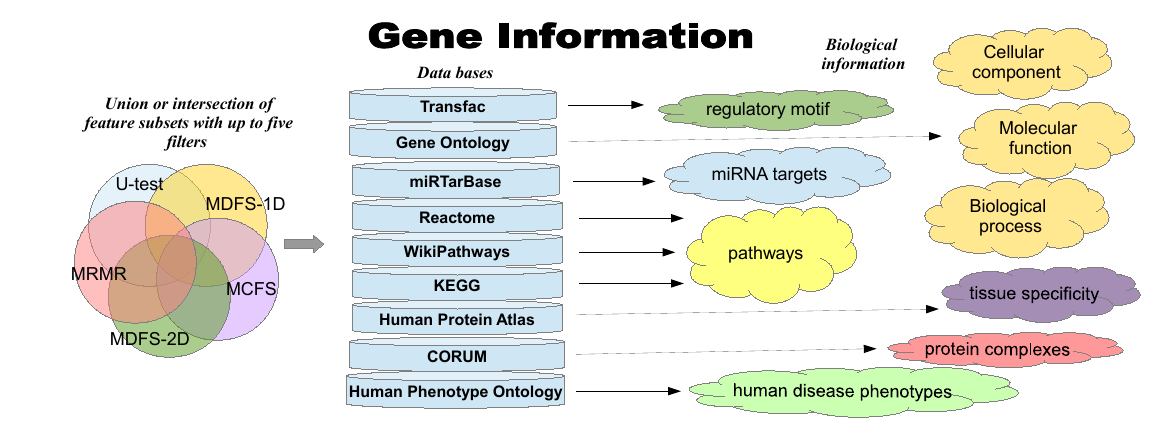 Gene Information
Union or intersection of
feature subsets with up to five
filters
U-test
MDFS-1D
MRMR
MCFS
MDFS-2D
Data bases
Transfac
Gene Ontology
miRTarBase
Reactome
WikiPathways
KEGG
Human Protein Atlas
CORUM
Human Phenotype Ontology
Biological
information
regulatory motif
Cellular
component
Molecular
function
Biological
process
miRNA targets
pathways
tissue specificity
protein complexes
human disease phenotypes